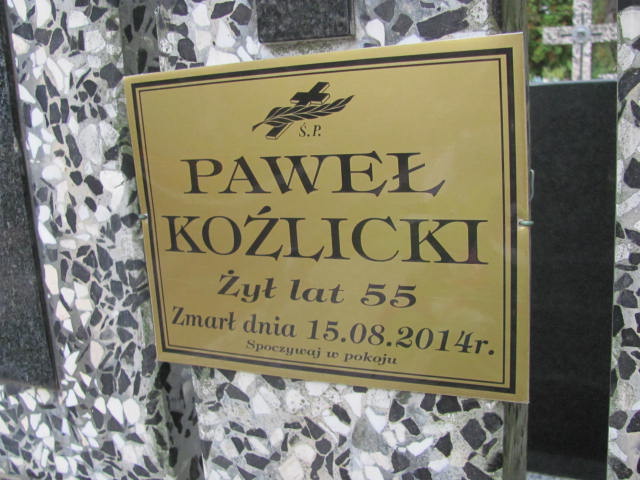 Ś.P.
PAWEŁ
KOŹLICKI
Żył lat 55
Zmarł dnia 15.08.2014r.
Spoczywaj w pokoju